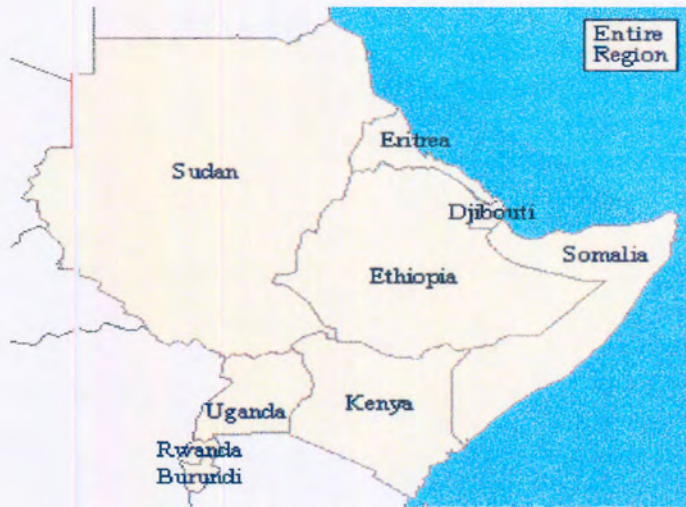 Entire
Region
Eritrea
Sudan
Djibouti
Somalia
Ethiopia
Kenya
Uganda
Rwanda
Burundi